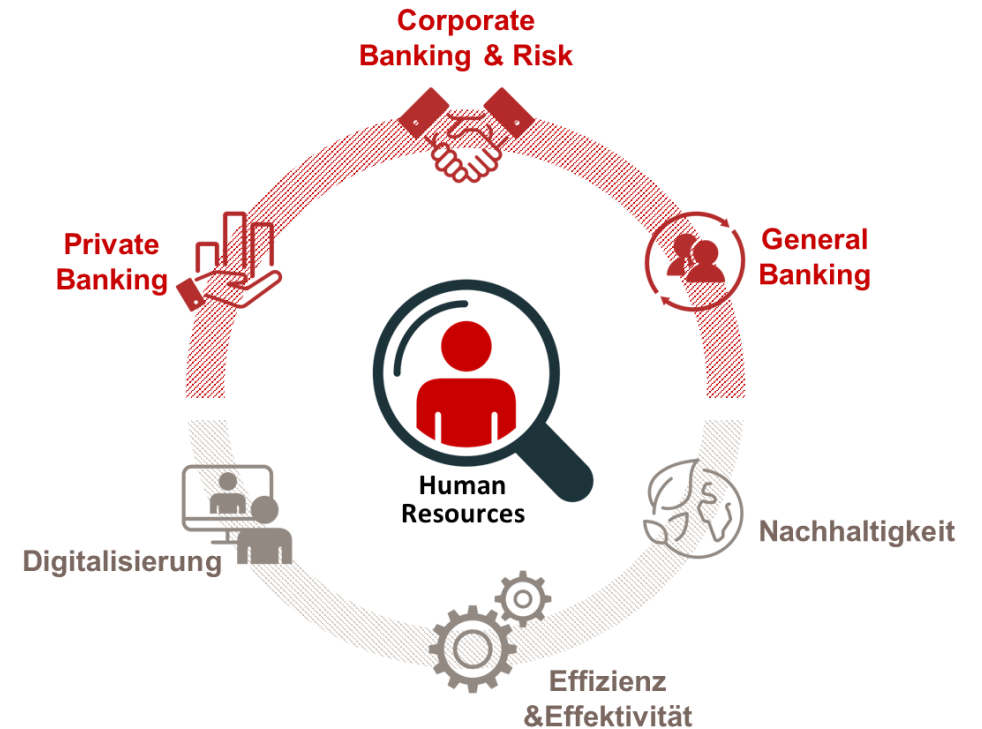 Corporate
Banking & Risk
Private
Banking
General
Banking
Human
Resources
Digitalisierung
Nachhaltigkeit
Effizienz
&Effektivität